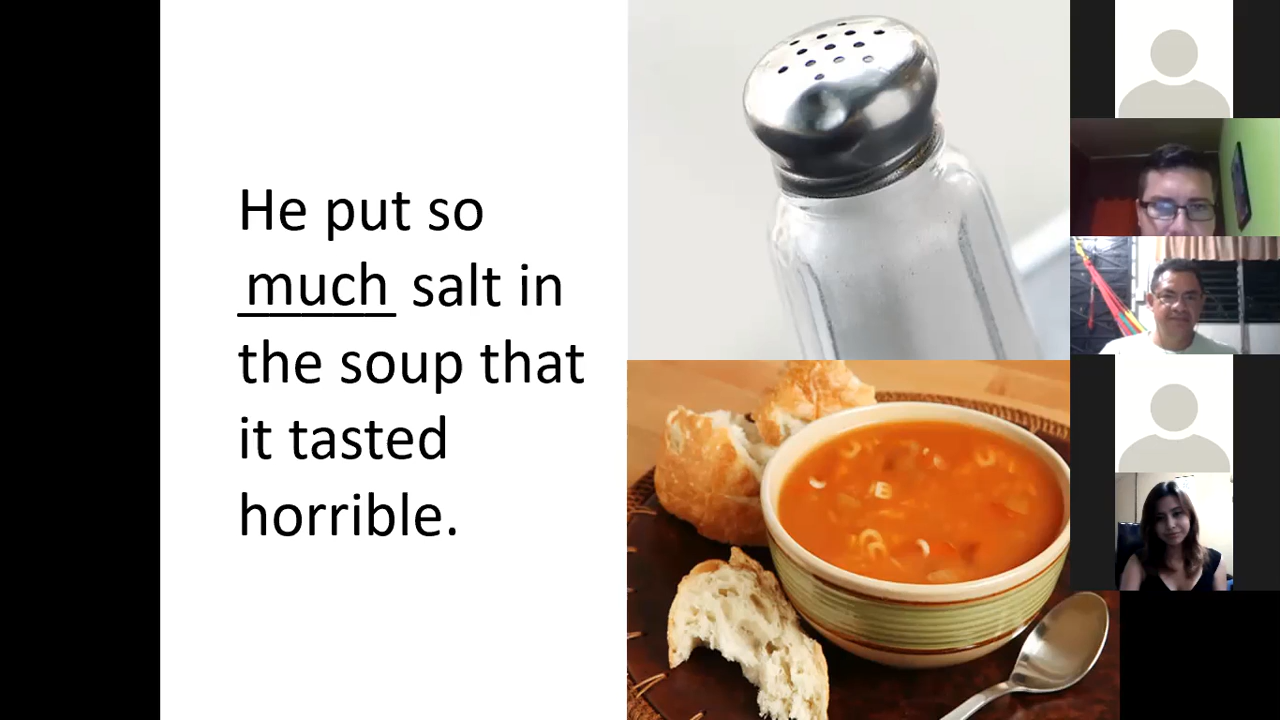 He put so
much salt in
the soup that
it tasted
horrible.